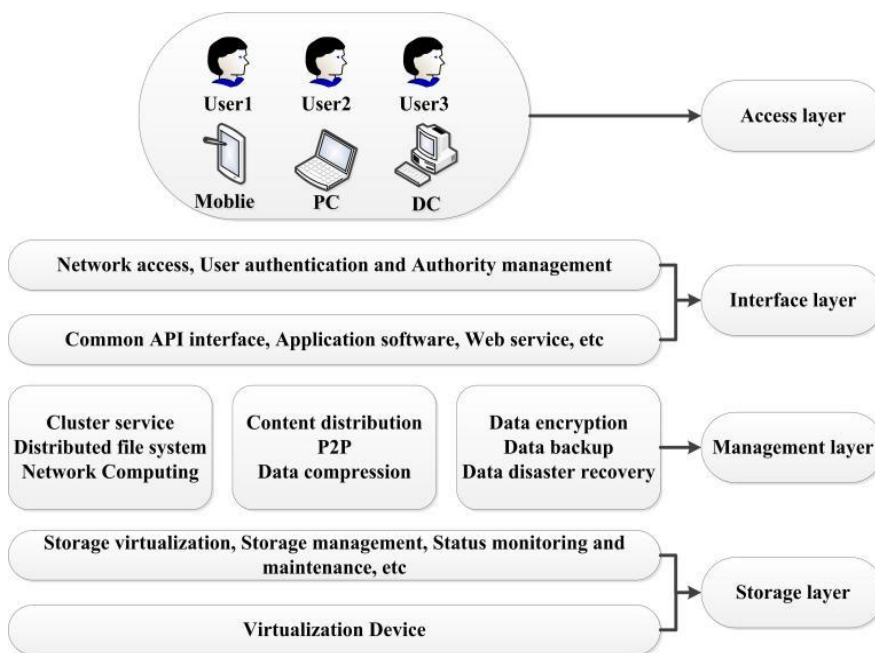 User1 User2 User3
Moblie PC DC
Access layer
Network access, User authentication and Authority management
Common API interface, Application software, Web service, etc
Interface layer
Cluster service
Distributed file system
Network Computing
Content distribution
P2P
Data compression
Data encryption
Data backup
Data disaster recovery
Management layer
Storage virtualization, Storage management, Status monitoring and
maintenance, etc
Virtualization Device
Storage layer